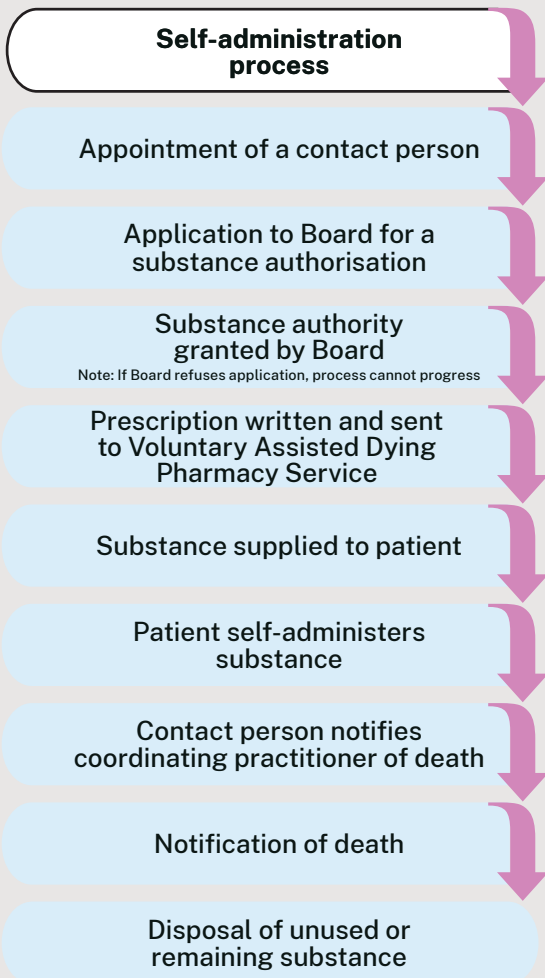 Self-administration
process
Appointment of a contact person
Application to Board for a
substance authorisation
Substance authority
granted by Board
Note: If Board refuses application, process cannot progress
Prescription written and sent
to Voluntary Assisted Dying
Pharmacy Service
Substance supplied to patient
Patient self-administers
substance
Contact person notifies
coordinating practitioner of death
Notification of death
Disposal of unused or
remaining substance